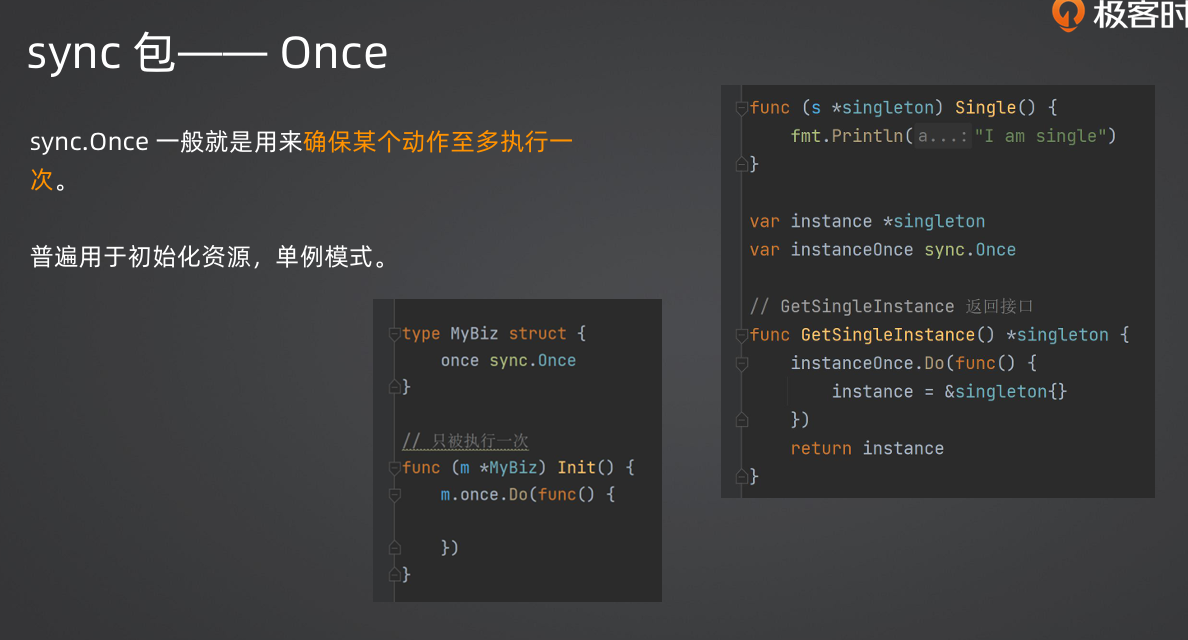 极客时
sync 包—— Once
sync.Once 一般就是用来确保某个动作至多执行一
次。
普遍用于初始化资源，单例模式。
type MyBiz struct {
    once sync.Once
}
// 只被执行一次
func (m *MyBiz) Init() {
    m.once.Do(func() {
    })
}
func (s *singleton) Single() {
    fmt.Println(a...:"I am single")
}
var instance *singleton
var instanceOnce sync.Once
// GetSingleInstance 返回接口
func GetSingleInstance() *singleton {
    instanceOnce.Do(func() {
        instance = &singleton{}
    })
    return instance
}